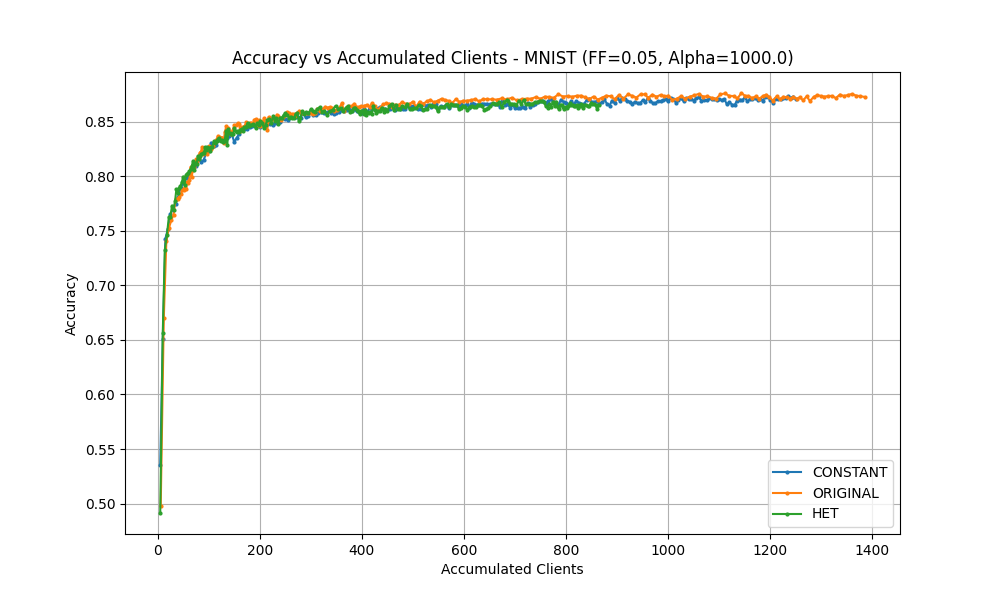 Accuracy vs Accumulated Clients - MNIST (FF=0.05, Alpha=1000.0)
Accuracy
0.85
0.80
0.75
0.70
0.65
0.60
0.55
0.50
CONSTANT
ORIGINAL
HET
0 200 400 600 800 1000 1200 1400
Accumulated Clients